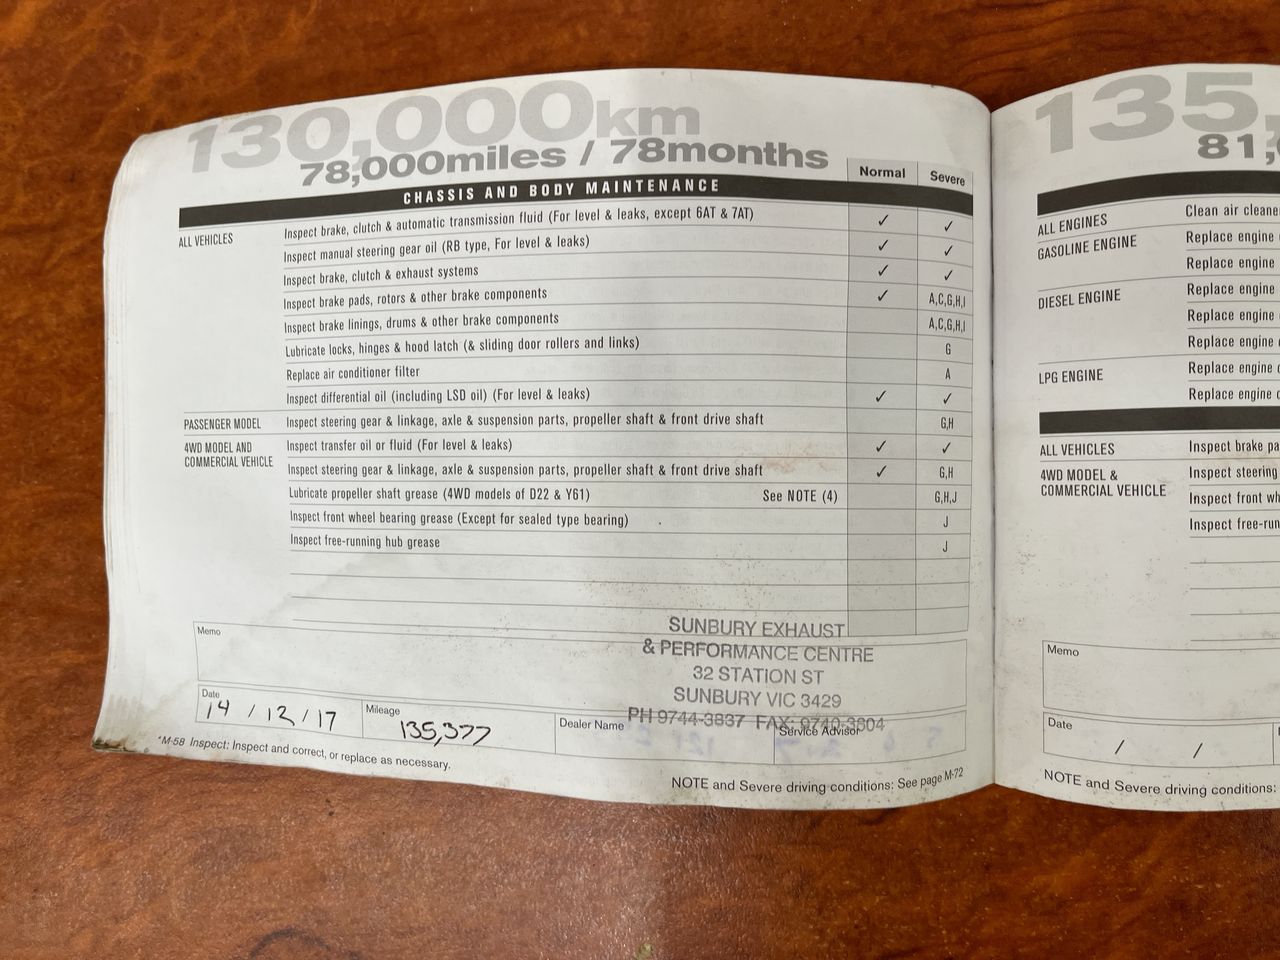 130,000km
78,000miles / 78months
Normal Severe
CHASSIS AND BODY MAINTENANCE
ALL VEHICLES Inspect brake, clutch & automatic transmission fluid (For level & leaks, except 6AT & 7AT) ✓ ✓
Inspect manual steering gear oil (RB type, For level & leaks) ✓ ✓
Inspect brake, clutch & exhaust systems ✓ ✓
Inspect brake pads, rotors & other brake components ✓ A,C,G,H,I
Inspect brake linings, drums & other brake components A,C,G,H,I
Lubricate locks, hinges & hood latch (& sliding door rollers and links) G
Replace air conditioner filter A
Inspect differential oil (including LSD oil) (For level & leaks) ✓ ✓
PASSENGER MODEL Inspect steering gear & linkage, axle & suspension parts, propeller shaft & front drive shaft G,H
4WD MODEL AND Inspect transfer oil or fluid (For level & leaks) ✓ ✓
COMMERCIAL VEHICLE Inspect steering gear & linkage, axle & suspension parts, propeller shaft & front drive shaft ✓ G,H
Lubricate propeller shaft grease (4WD models of D22 & Y61) See NOTE (4) G,H,J
Inspect front wheel bearing grease (Except for sealed type bearing) J
Inspect free-running hub grease J
Memo
SUNBURY EXHAUST
& PERFORMANCE CENTRE
32 STATION ST
SUNBURY VIC 3429
PH 9744-3837 FAX: 9740-3804
Date 14 / 12 / 17 Mileage 135,377 Dealer Name Service Advisor
*M-58 Inspect: Inspect and correct, or replace as necessary.
NOTE and Severe driving conditions: See page M-72
135,
81,
ALL ENGINES Clean air cleane
GASOLINE ENGINE Replace engine
Replace engine
DIESEL ENGINE Replace engine
Replace engine
Replace engine
LPG ENGINE Replace engine
Replace engine
ALL VEHICLES Inspect brake pa
4WD MODEL & Inspect steering
COMMERCIAL VEHICLE Inspect front wh
Inspect free-run
Memo
Date / /
NOTE and Severe driving conditions: